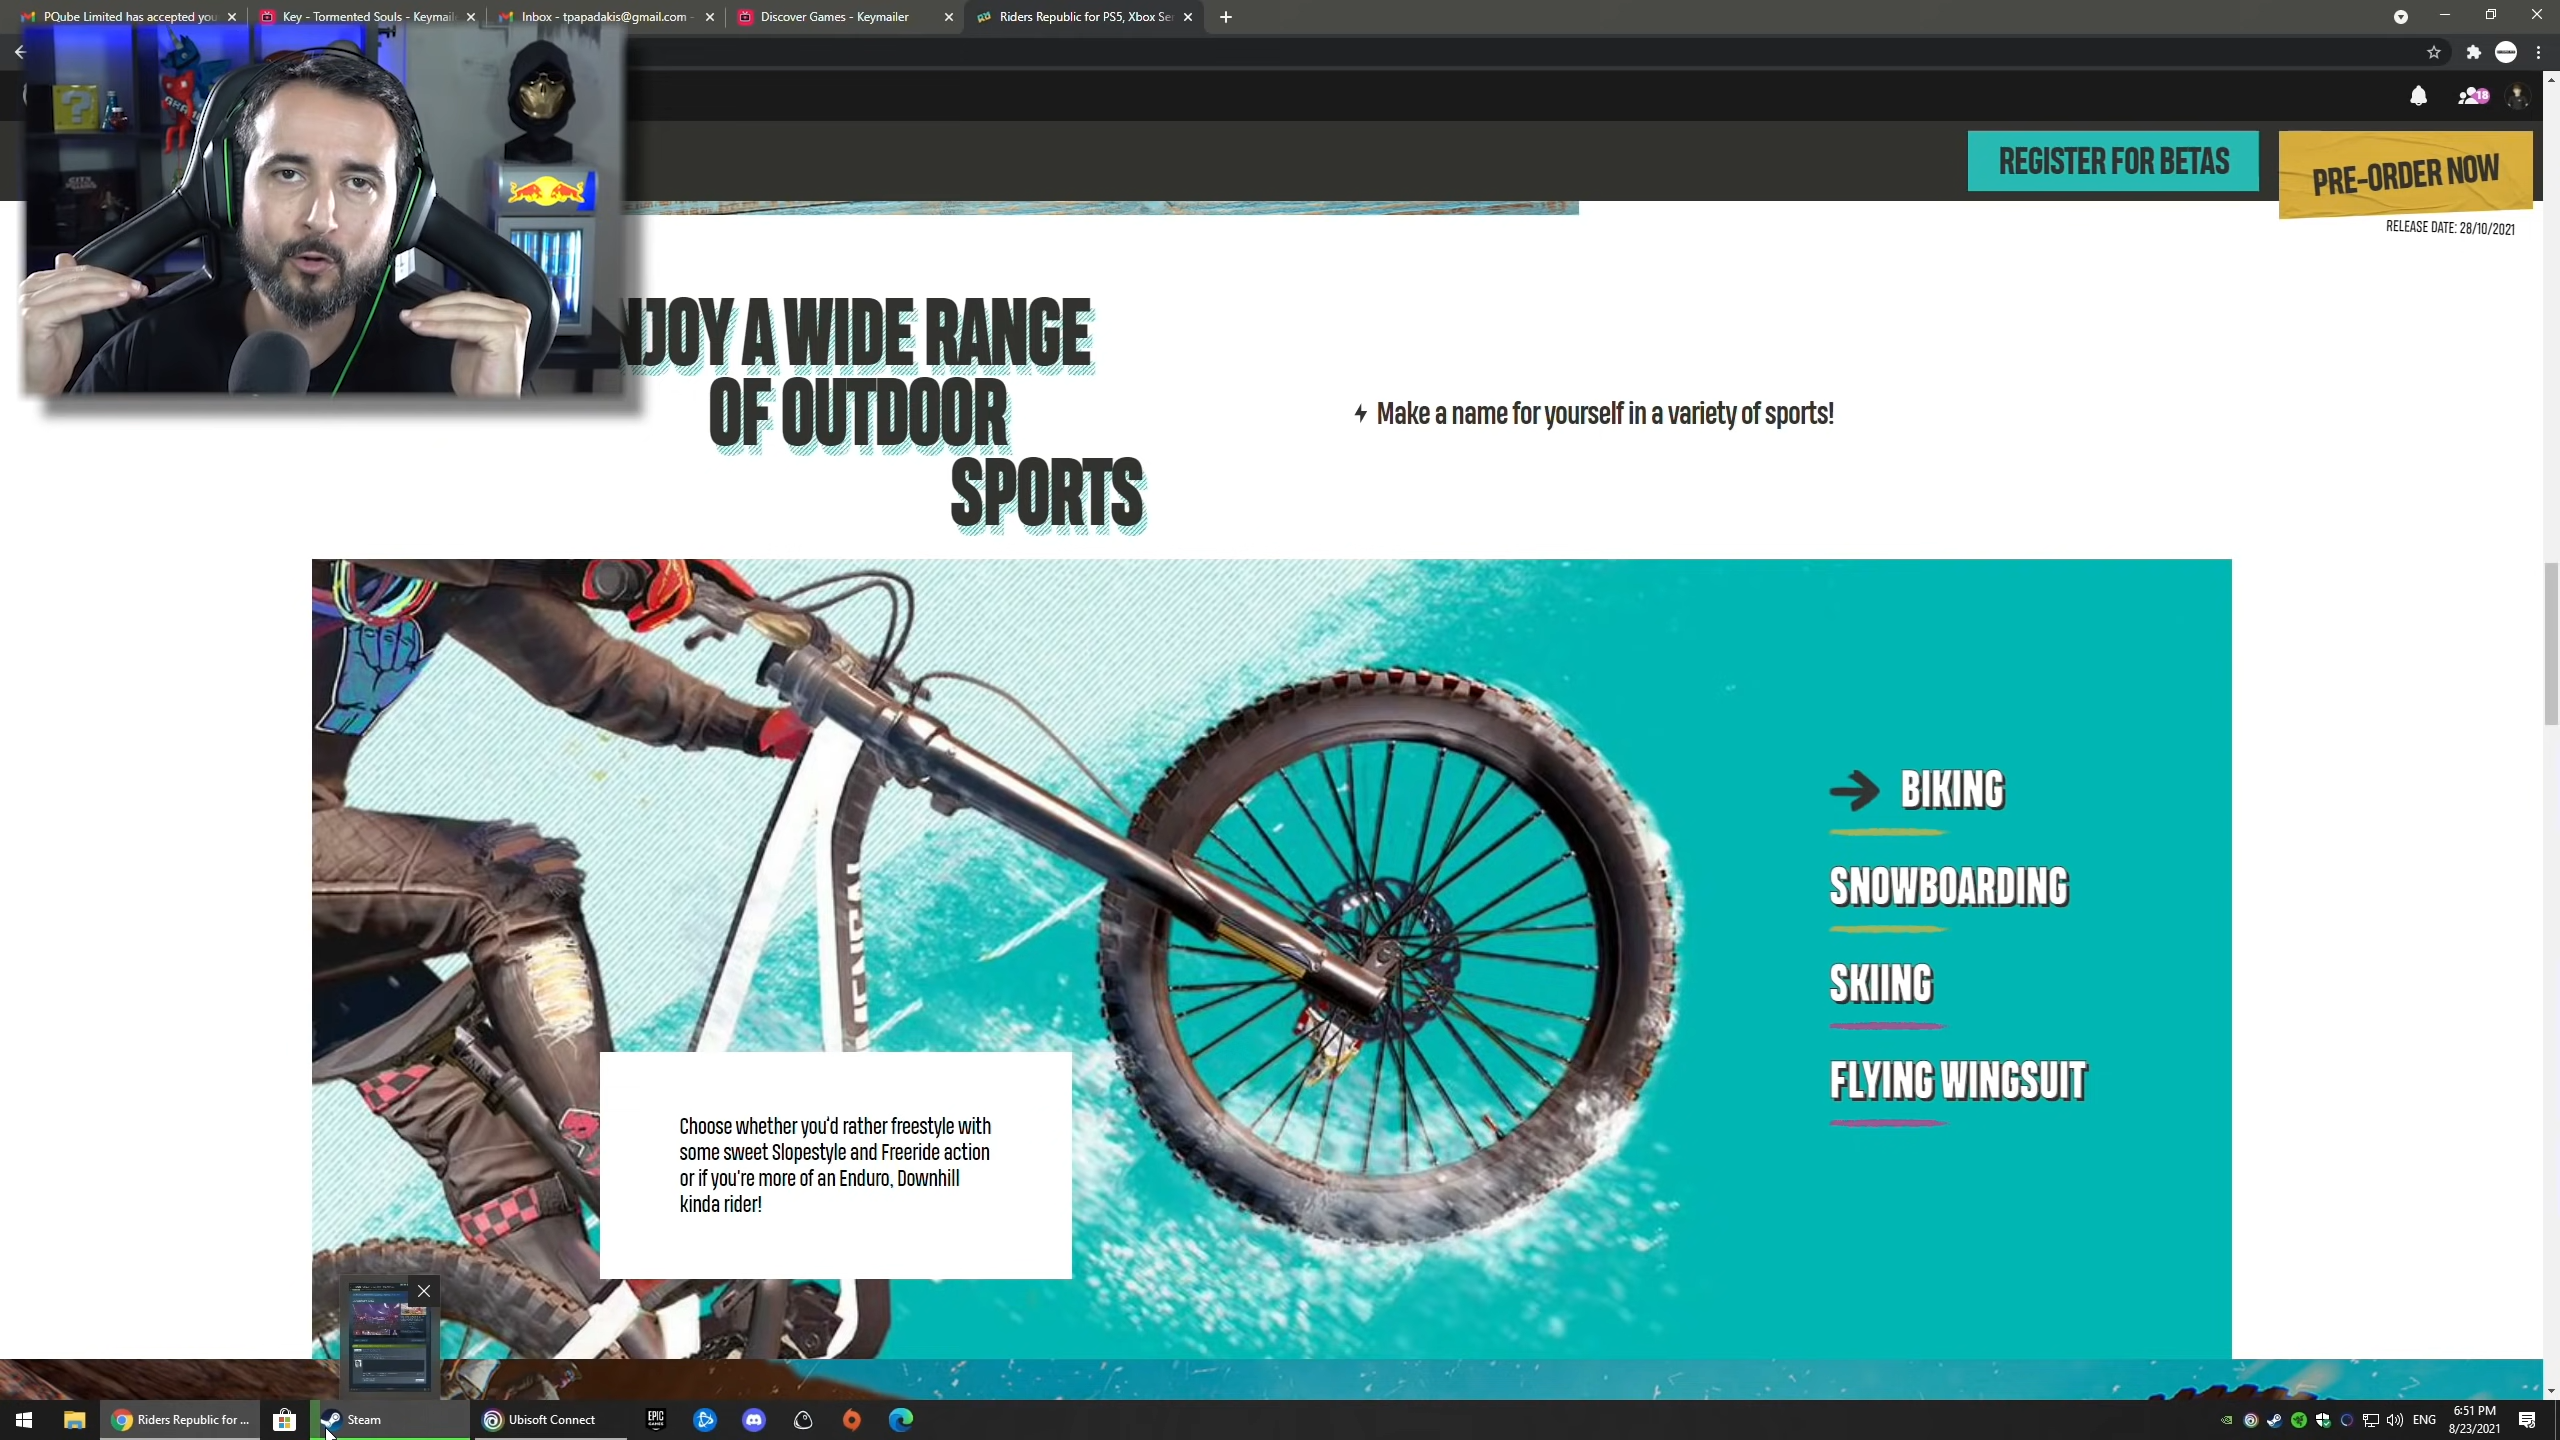 PQube Limited has accepted you
Key - Tormented Souls - Keymail
Inbox - tpapadakis@gmail.com -
Discover Games - Keymailer
Riders Republic for PS5, Xbox Se
18
REGISTER FOR BETAS
PRE-ORDER NOW
RELEASE DATE: 28/10/2021
NJOY A WIDE RANGE
OF OUTDOOR
SPORTS
Make a name for yourself in a variety of sports!
BIKING
SNOWBOARDING
SKIING
FLYING WINGSUIT
Choose whether you'd rather freestyle with
some sweet Slopestyle and Freeride action
or if you're more of an Enduro, Downhill
kinda rider!
Riders Republic for ...
Steam
Ubisoft Connect
EPIC
GAMES
ENG
6:51 PM
8/23/2021